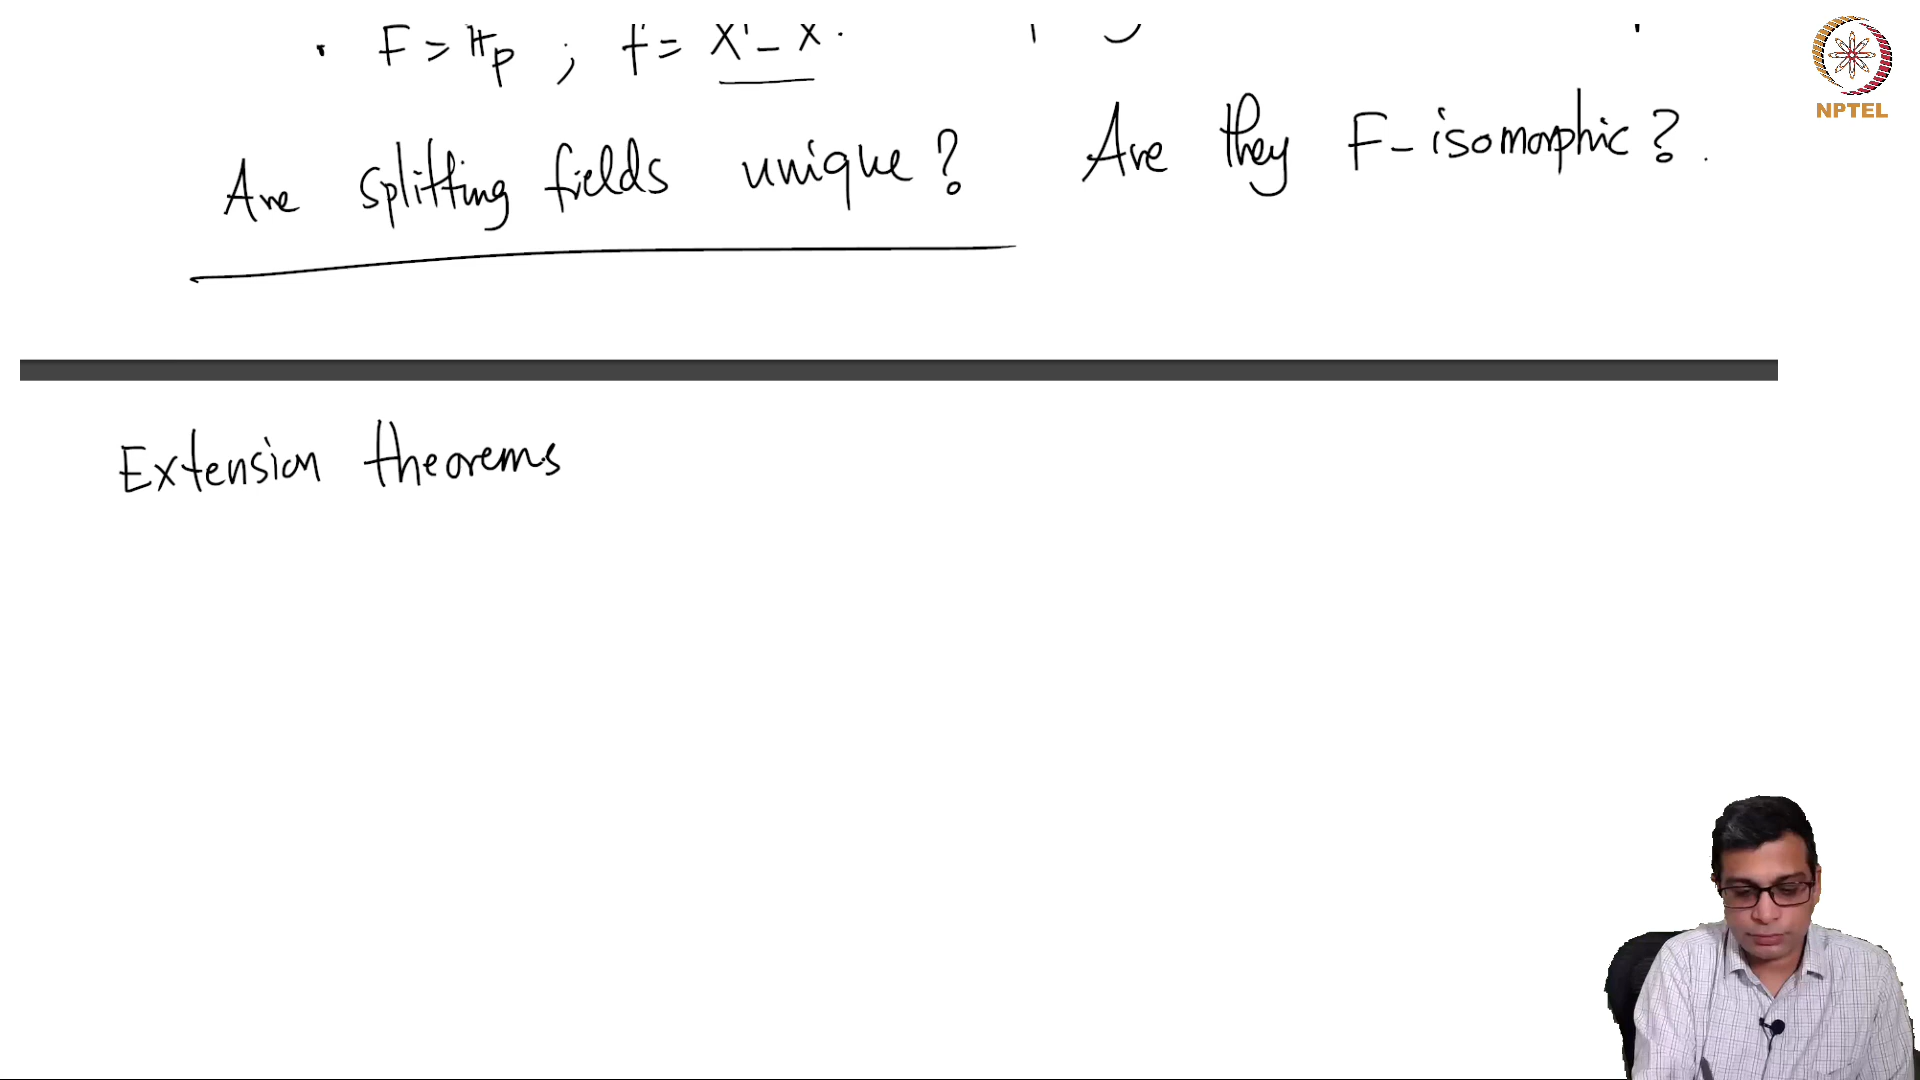 . F = 𝔽p ; f = X' - X .
NPTEL
Are splitting fields unique? Are they F-isomorphic?.
Extension theorems